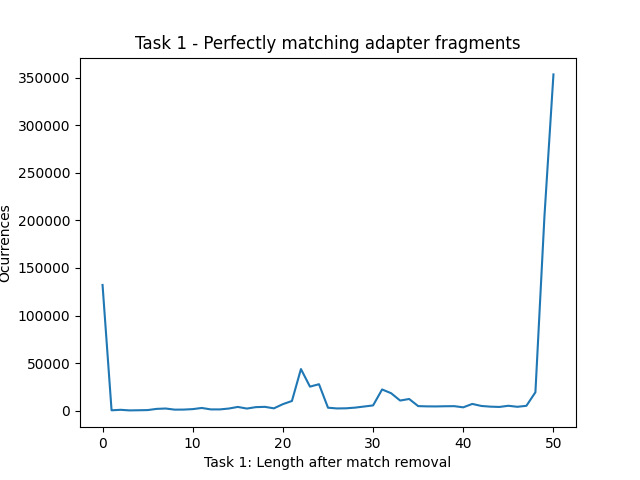 Task 1 - Perfectly matching adapter fragments
350000
300000
250000
200000
150000
100000
50000
0
Ocurrences
0 10 20 30 40 50
Task 1: Length after match removal